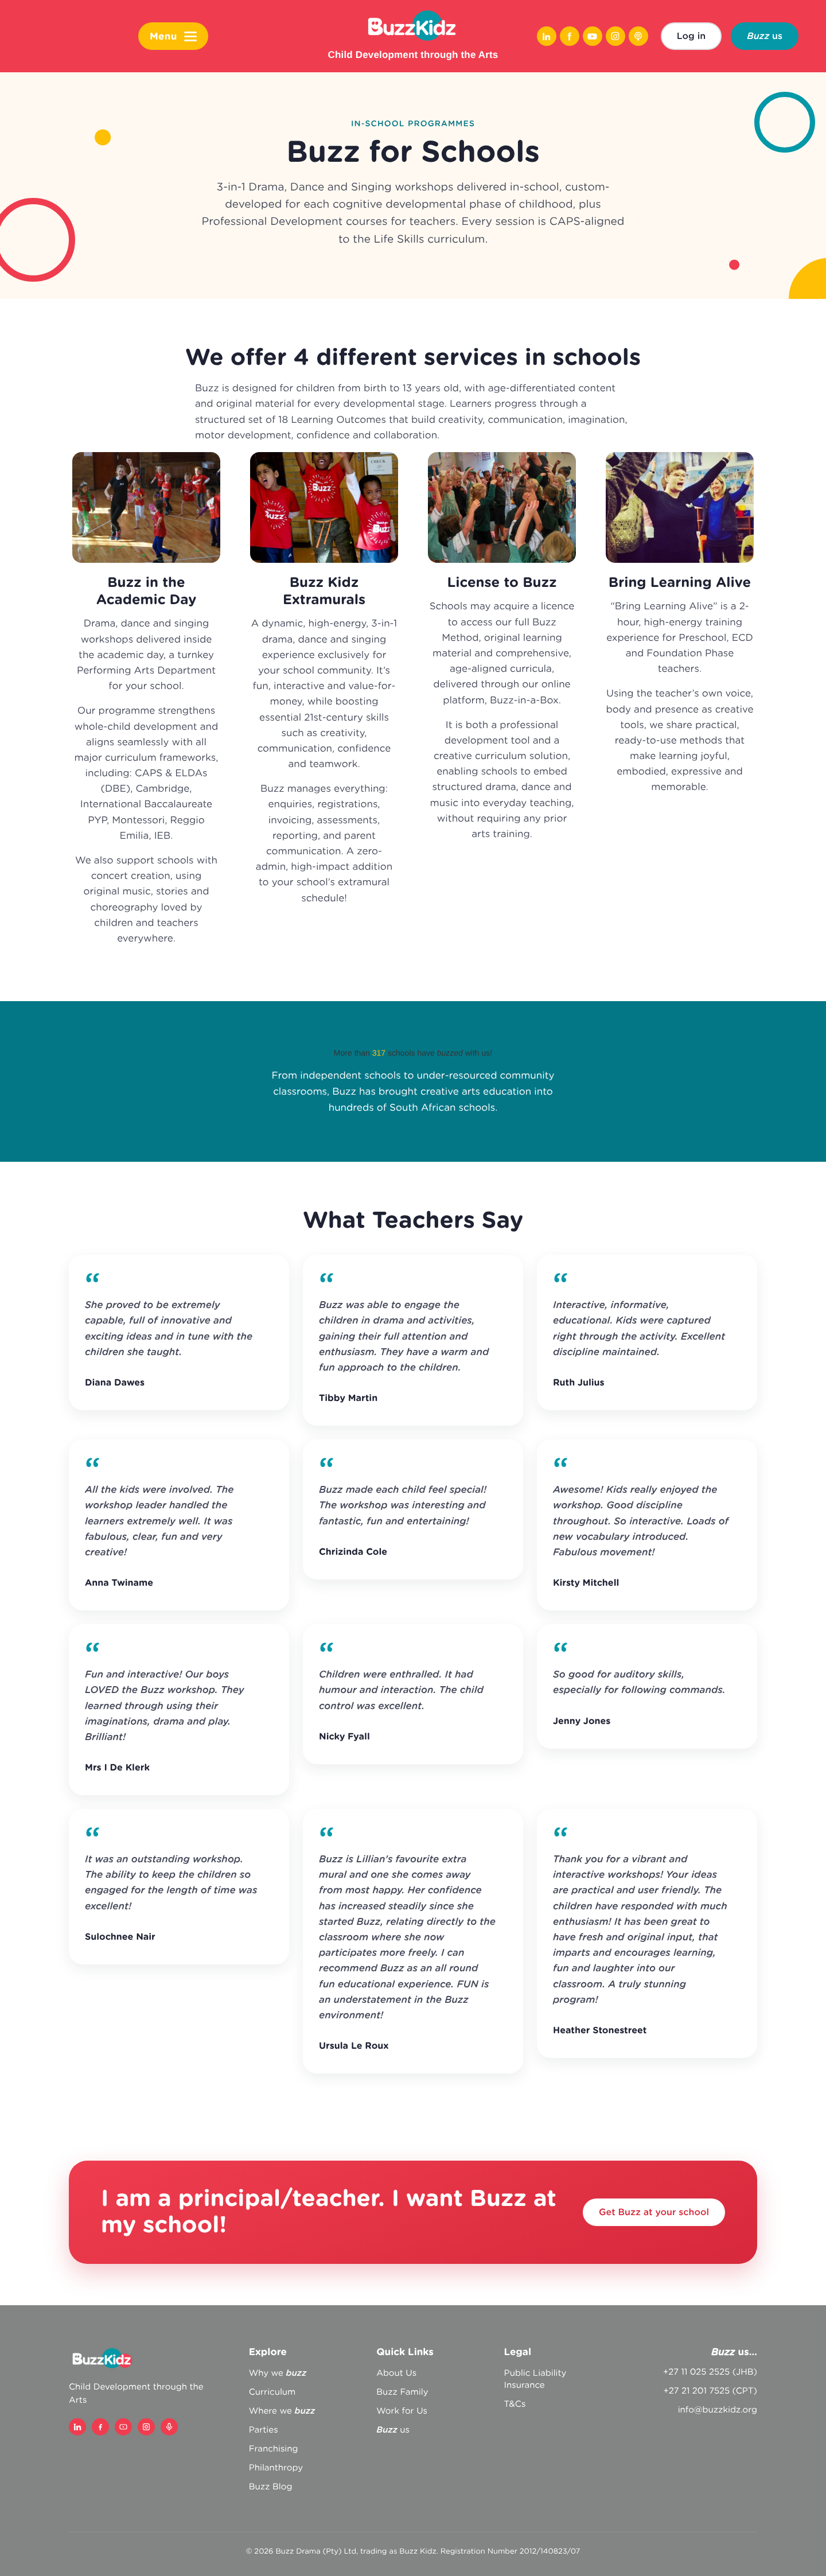 Menu
BuzzKidz
Child Development through the Arts
Log in
Buzz us
IN-SCHOOL PROGRAMMES
Buzz for Schools
3-in-1 Drama, Dance and Singing workshops delivered in-school, custom-
developed for each cognitive developmental phase of childhood, plus
Professional Development courses for teachers. Every session is CAPS-aligned
to the Life Skills curriculum.
We offer 4 different services in schools
Buzz is designed for children from birth to 13 years old, with age-differentiated content
and original material for every developmental stage. Learners progress through a
structured set of 18 Learning Outcomes that build creativity, communication, imagination,
motor development, confidence and collaboration.
Buzz in the
Academic Day
Drama, dance and singing
workshops delivered inside
the academic day, a turnkey
Performing Arts Department
for your school.
Our programme strengthens
whole-child development and
aligns seamlessly with all
major curriculum frameworks,
including: CAPS & ELDAs
(DBE), Cambridge,
International Baccalaureate
PYP, Montessori, Reggio
Emilia, IEB.
We also support schools with
concert creation, using
original music, stories and
choreography loved by
children and teachers
everywhere.
Buzz Kidz
Extramurals
A dynamic, high-energy, 3-in-1
drama, dance and singing
experience exclusively for
your school community. It's
fun, interactive and value-for-
money, while boosting
essential 21st-century skills
such as creativity,
communication, confidence
and teamwork.
Buzz manages everything:
enquiries, registrations,
invoicing, assessments,
reporting, and parent
communication. A zero-
admin, high-impact addition
to your school's extramural
schedule!
License to Buzz
Schools may acquire a licence
to access our full Buzz
Method, original learning
material and comprehensive,
age-aligned curricula,
delivered through our online
platform, Buzz-in-a-Box.
It is both a professional
development tool and a
creative curriculum solution,
enabling schools to embed
structured drama, dance and
music into everyday teaching,
without requiring any prior
arts training.
Bring Learning Alive
"Bring Learning Alive" is a 2-
hour, high-energy training
experience for Preschool, ECD
and Foundation Phase
teachers.
Using the teacher's own voice,
body and presence as creative
tools, we share practical,
ready-to-use methods that
make learning joyful,
embodied, expressive and
memorable.
More than 317 schools have buzzed with us!
From independent schools to under-resourced community
classrooms, Buzz has brought creative arts education into
hundreds of South African schools.
What Teachers Say
“
She proved to be extremely
capable, full of innovative and
exciting ideas and in tune with the
children she taught.
Diana Dawes
“
Buzz was able to engage the
children in drama and activities,
gaining their full attention and
enthusiasm. They have a warm and
fun approach to the children.
Tibby Martin
“
Interactive, informative,
educational. Kids were captured
right through the activity. Excellent
discipline maintained.
Ruth Julius
“
All the kids were involved. The
workshop leader handled the
learners extremely well. It was
fabulous, clear, fun and very
creative!
Anna Twiname
“
Buzz made each child feel special!
The workshop was interesting and
fantastic, fun and entertaining!
Chrizinda Cole
“
Awesome! Kids really enjoyed the
workshop. Good discipline
throughout. So interactive. Loads of
new vocabulary introduced.
Fabulous movement!
Kirsty Mitchell
“
Fun and interactive! Our boys
LOVED the Buzz workshop. They
learned through using their
imaginations, drama and play.
Brilliant!
Mrs I De Klerk
“
Children were enthralled. It had
humour and interaction. The child
control was excellent.
Nicky Fyall
“
So good for auditory skills,
especially for following commands.
Jenny Jones
“
It was an outstanding workshop.
The ability to keep the children so
engaged for the length of time was
excellent!
Sulochnee Nair
“
Buzz is Lillian's favourite extra
mural and one she comes away
from most happy. Her confidence
has increased steadily since she
started Buzz, relating directly to the
classroom where she now
participates more freely. I can
recommend Buzz as an all round
fun educational experience. FUN is
an understatement in the Buzz
environment!
Ursula Le Roux
“
Thank you for a vibrant and
interactive workshops! Your ideas
are practical and user friendly. The
children have responded with much
enthusiasm! It has been great to
have fresh and original input, that
imparts and encourages learning,
fun and laughter into our
classroom. A truly stunning
program!
Heather Stonestreet
I am a principal/teacher. I want Buzz at
my school!
Get Buzz at your school
BuzzKidz
Child Development through the
Arts
Explore
Why we buzz
Curriculum
Where we buzz
Parties
Franchising
Philanthropy
Buzz Blog
Quick Links
About Us
Buzz Family
Work for Us
Buzz us
Legal
Public Liability
Insurance
T&Cs
Buzz us...
+27 11 025 2525 (JHB)
+27 21 201 7525 (CPT)
info@buzzkidz.org
© 2026 Buzz Drama (Pty) Ltd, trading as Buzz Kidz. Registration Number 2012/140823/07